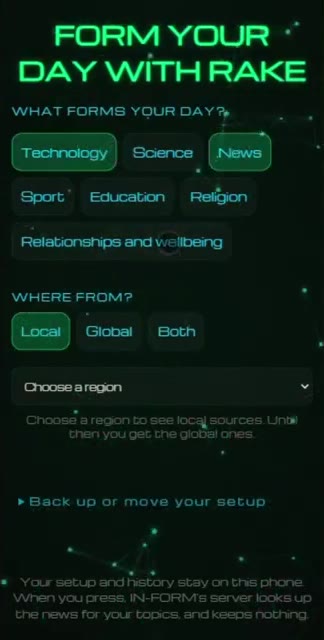 FORM YOUR
DAY WITH RAKE
WHAT FORMS YOUR DAY?
Technology Science News
Sport Education Religion
Relationships and wellbeing
WHERE FROM?
Local Global Both
Choose a region
Choose a region to see local sources. Until
then you get the global ones.
▸ Back up or move your setup
Your setup and history stay on this phone.
When you press, IN-FORM's server looks up
the news for your topics, and keeps nothing.